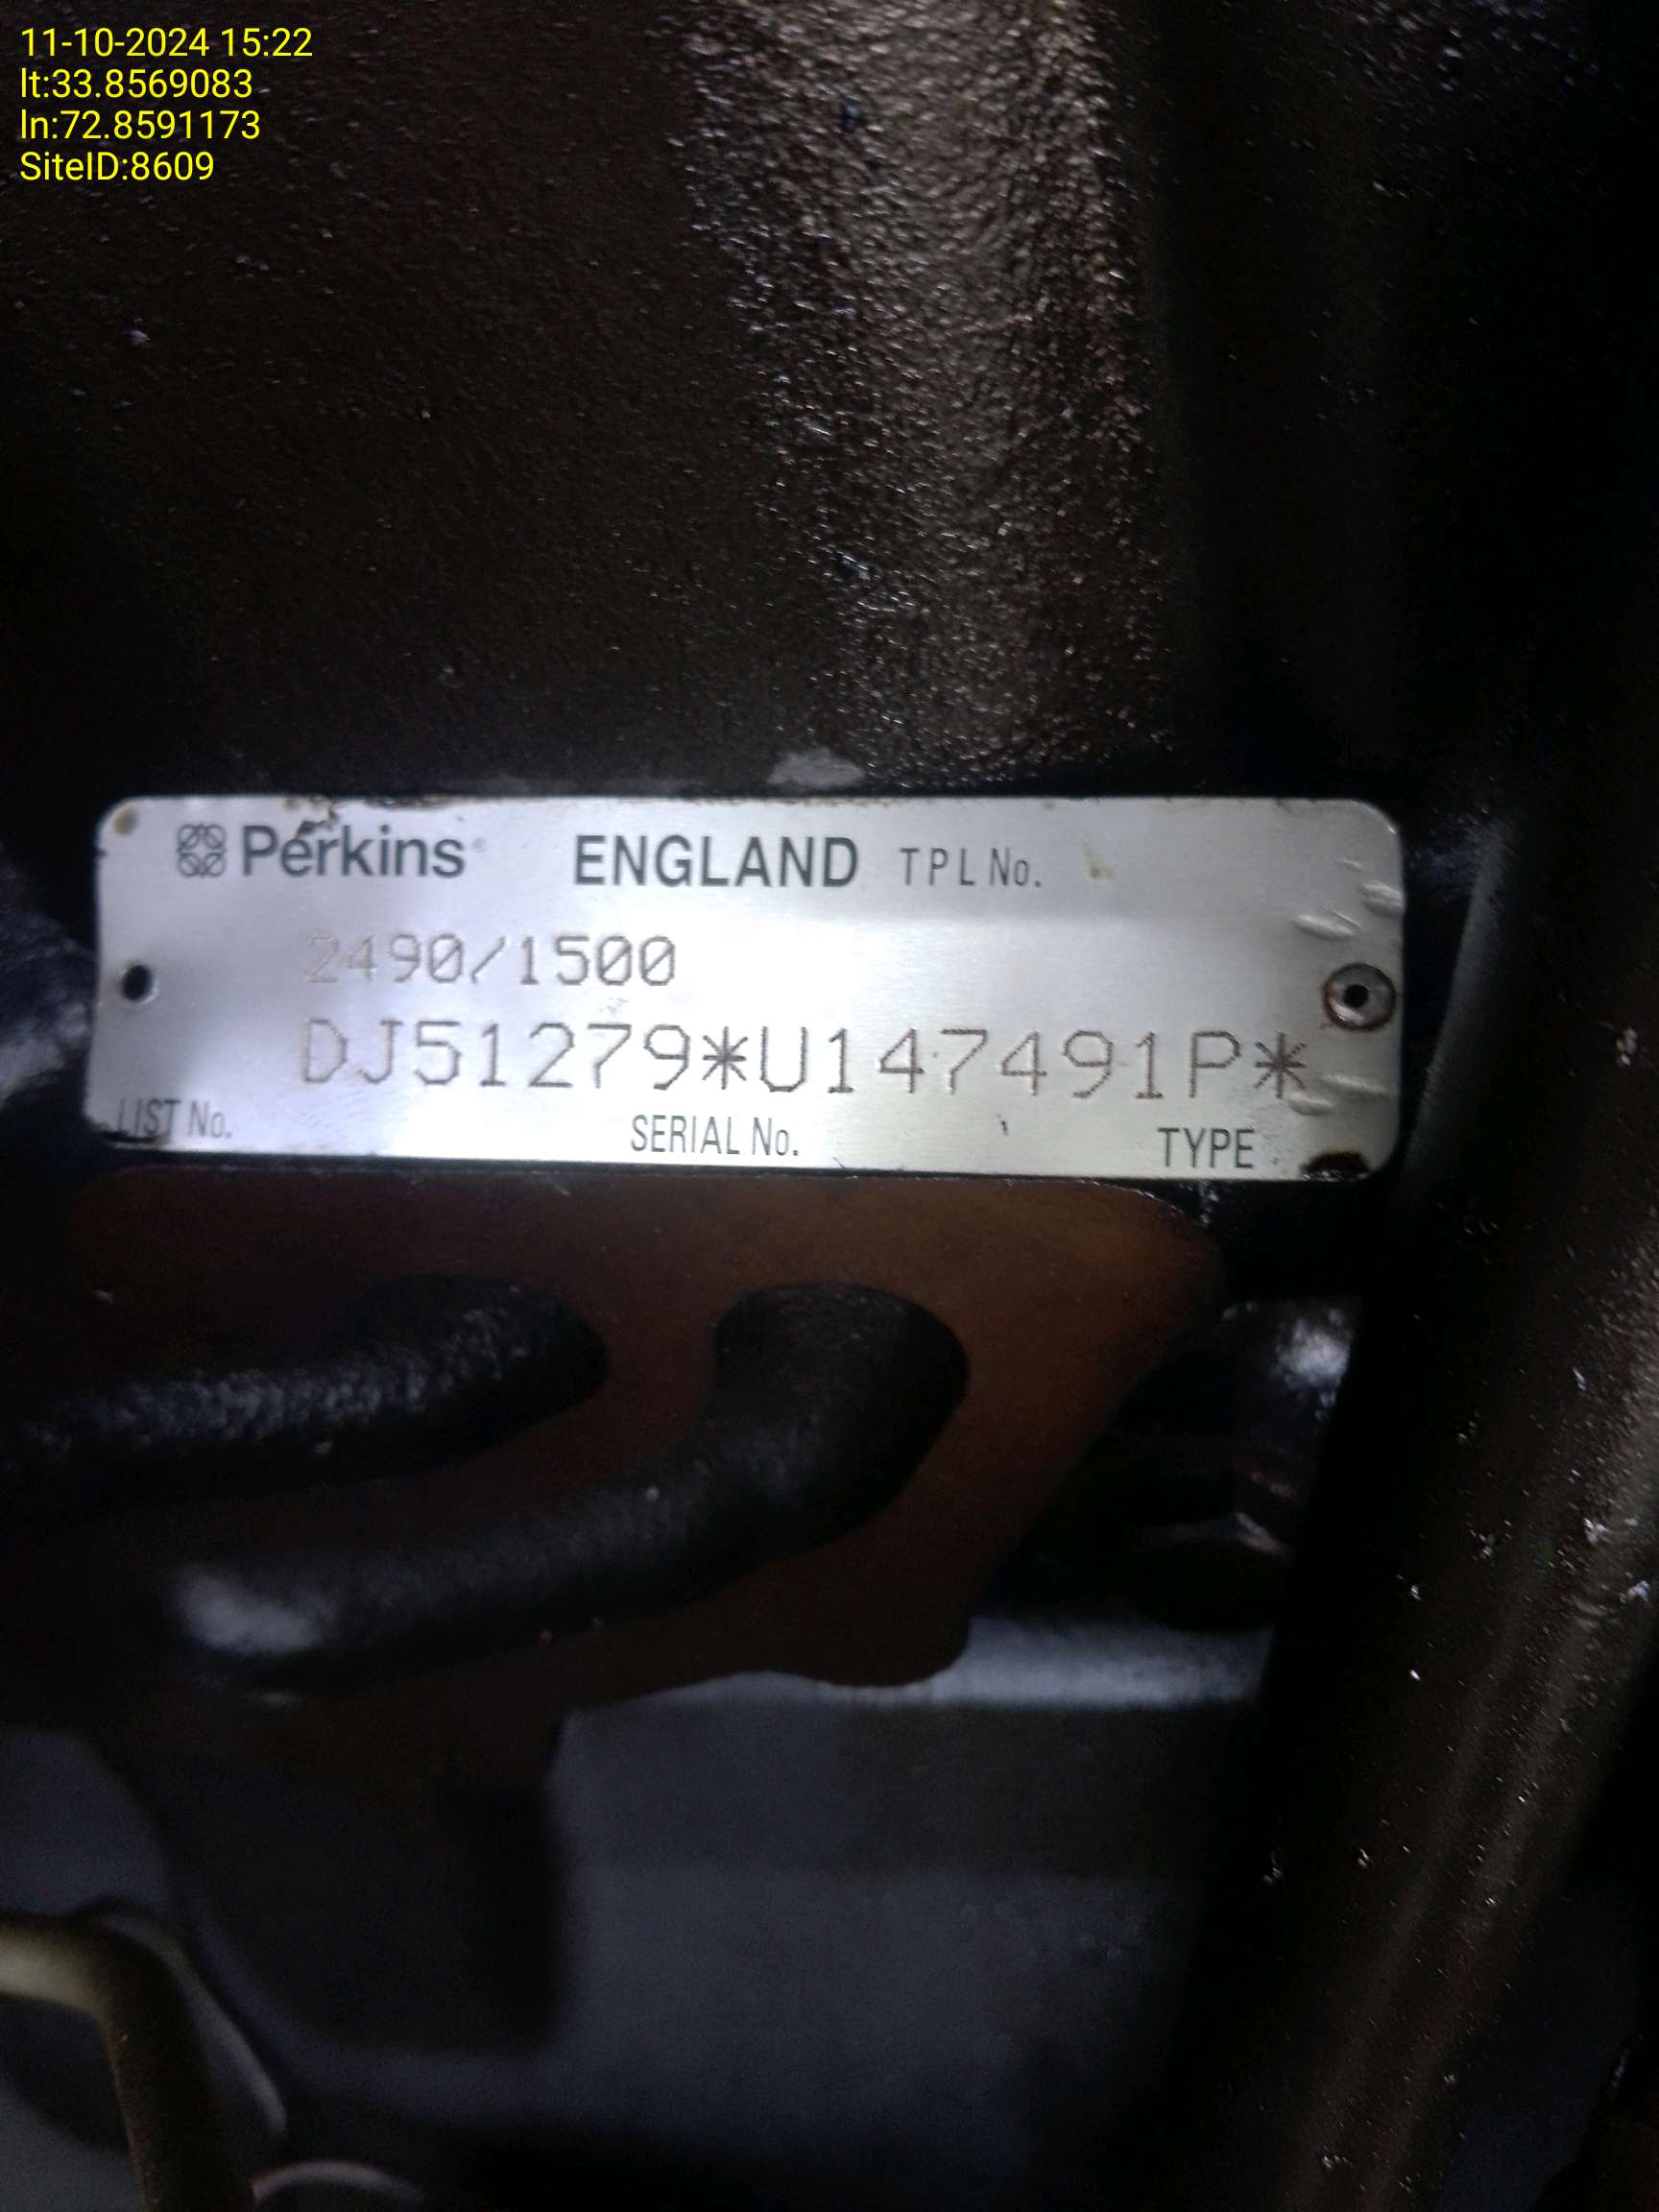 11-10-2024 15:22
lt:33.8569083
ln:72.8591173
SiteID:8609
Perkins ENGLAND TPL No.
2490/1500
DJ51279*U147491P*
LIST No. SERIAL No. TYPE